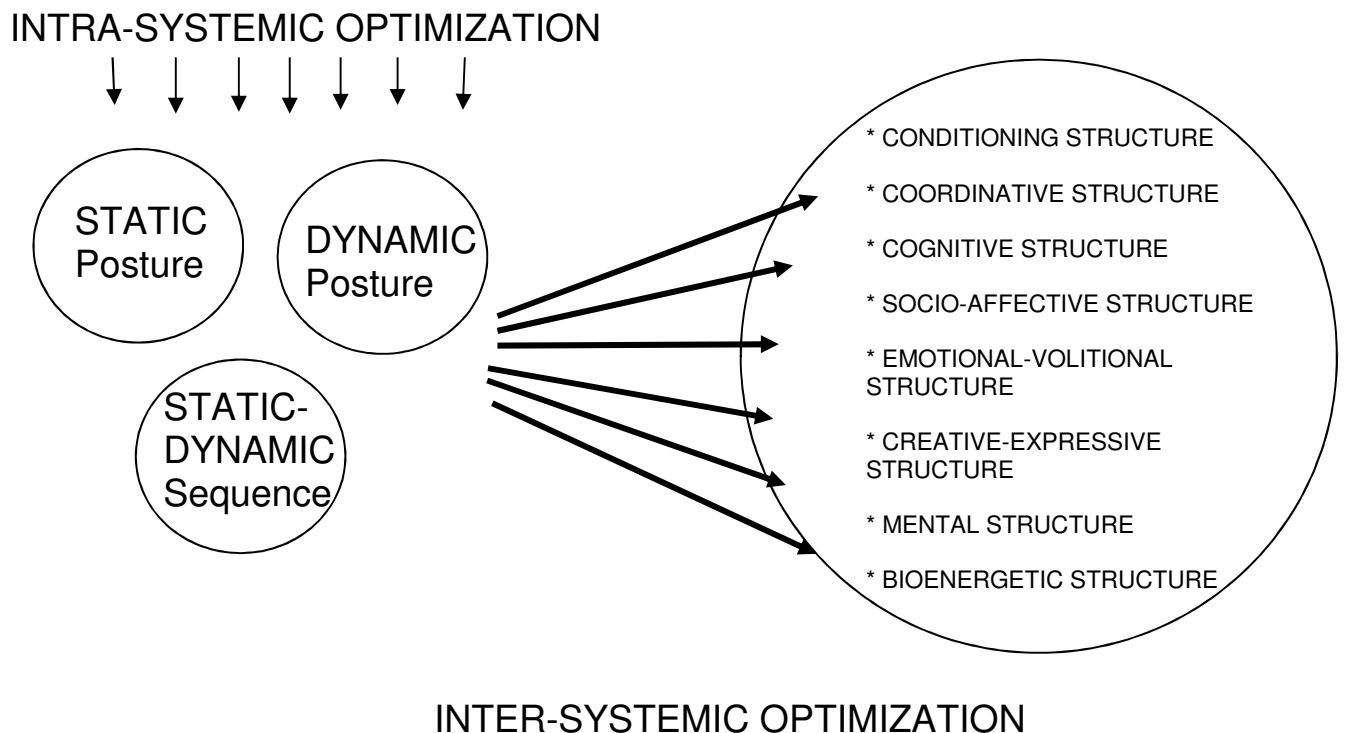 INTRA-SYSTEMIC OPTIMIZATION
STATIC
Posture
DYNAMIC
Posture
STATIC-
DYNAMIC
Sequence
* CONDITIONING STRUCTURE
* COORDINATIVE STRUCTURE
* COGNITIVE STRUCTURE
* SOCIO-AFFECTIVE STRUCTURE
* EMOTIONAL-VOLITIONAL
STRUCTURE
* CREATIVE-EXPRESSIVE
STRUCTURE
* MENTAL STRUCTURE
* BIOENERGETIC STRUCTURE
INTER-SYSTEMIC OPTIMIZATION